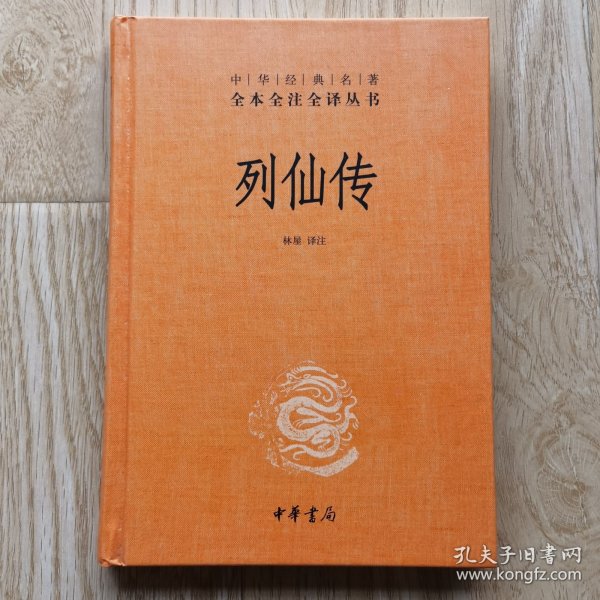 中|华|经|典|名|著
全本全注全译丛书
列仙传
林屋 译注
中華書局
孔夫子旧书网
www.kongfz.com